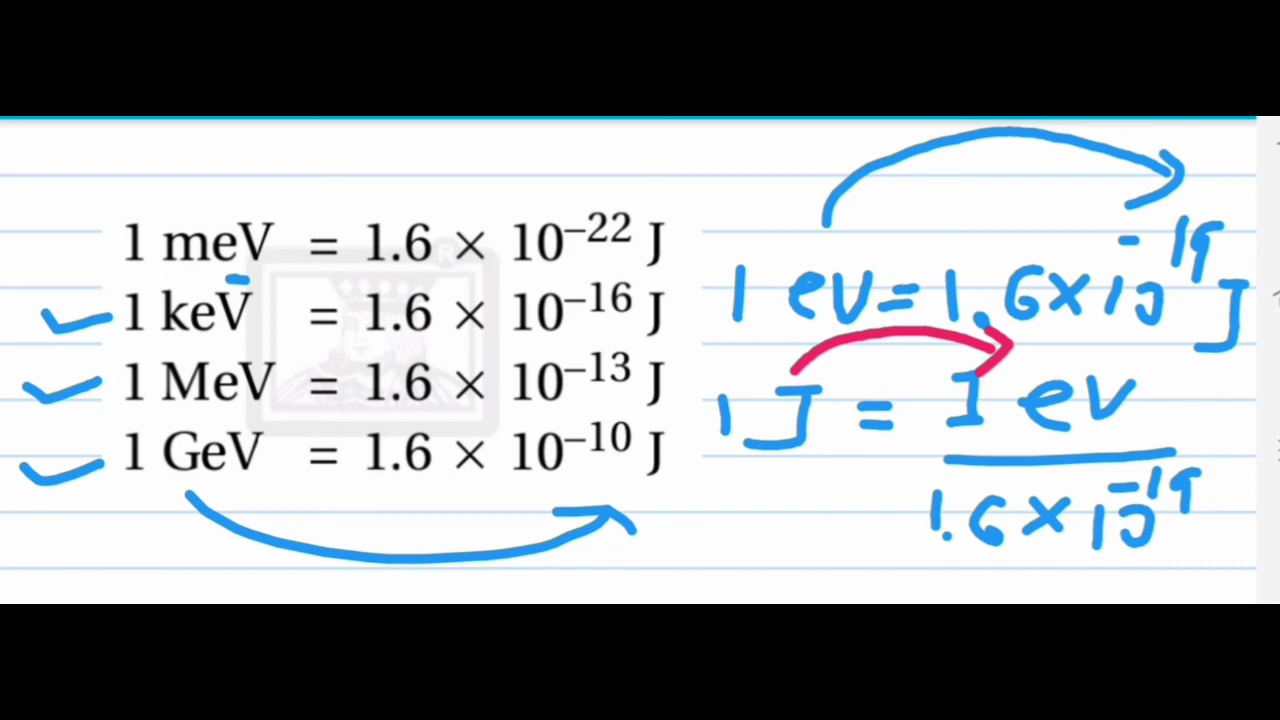 1 meV = 1.6 × 10⁻²² J
1 keV = 1.6 × 10⁻¹⁶ J
1 MeV = 1.6 × 10⁻¹³ J
1 GeV = 1.6 × 10⁻¹⁰ J
1 eV = 1.6 × 10⁻¹⁹ J
1 J = 1 eV
1.6 × 10⁻¹⁹
®